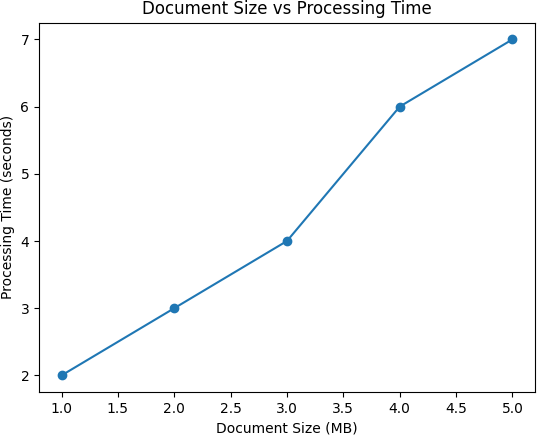 Document Size vs Processing Time
Processing Time (seconds)
7
6
5
4
3
2
1.0 1.5 2.0 2.5 3.0 3.5 4.0 4.5 5.0
Document Size (MB)